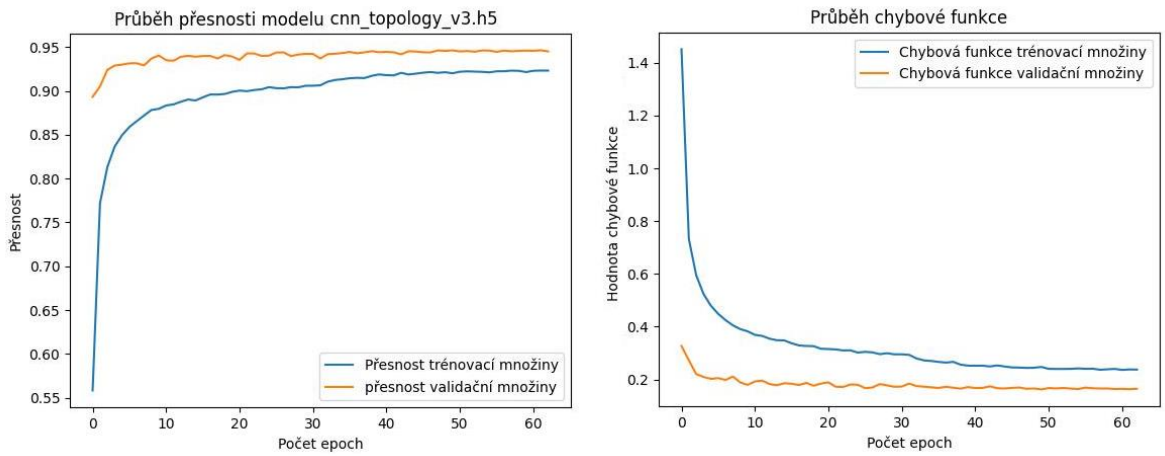 Průběh přesnosti modelu cnn_topology_v3.h5
Přesnost
0.95
0.90
0.85
0.80
0.75
0.70
0.65
0.60
0.55
Přesnost trénovací množiny
přesnost validační množiny
0 10 20 30 40 50 60
Počet epoch
Průběh chybové funkce
Hodnota chybové funkce
1.4
1.2
1.0
0.8
0.6
0.4
0.2
Chybová funkce trénovací množiny
Chybová funkce validační množiny
0 10 20 30 40 50 60
Počet epoch